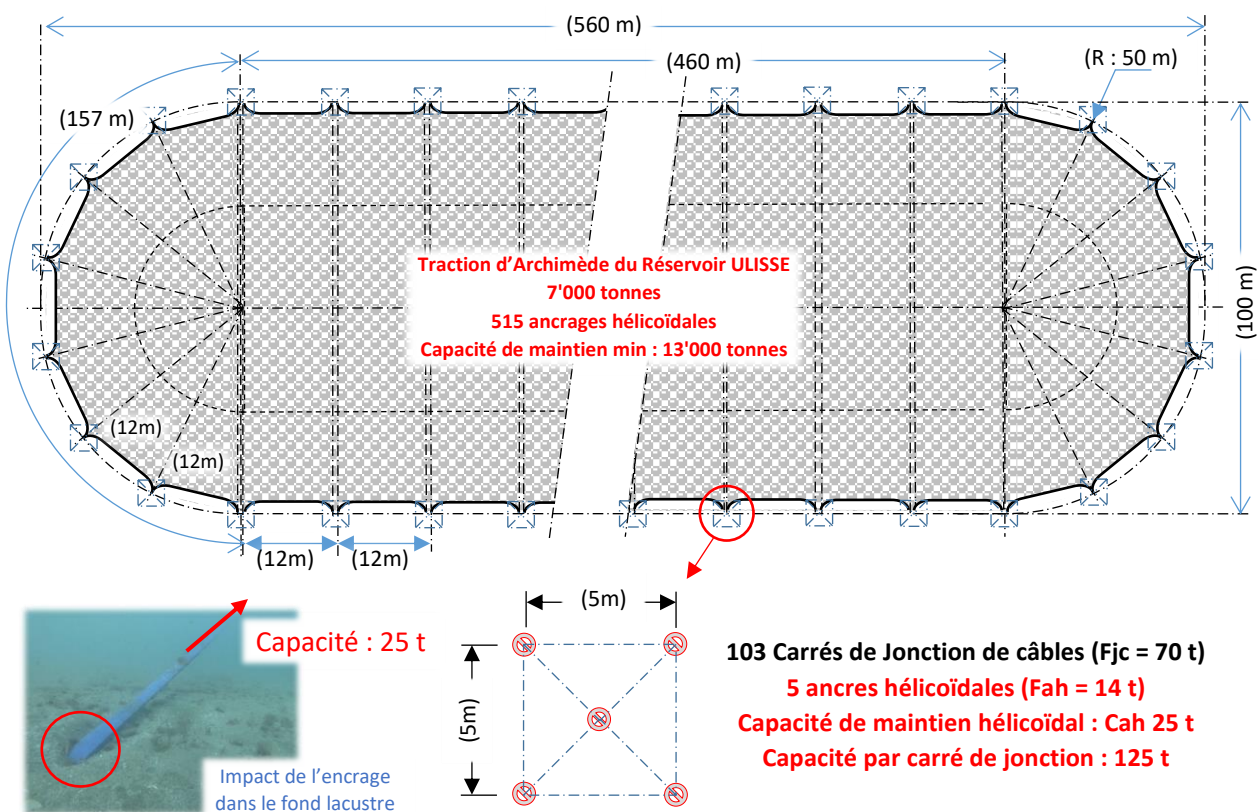 (560 m)
(460 m)
(R : 50 m)
(157 m)
(100 m)
Traction d’Archimède du Réservoir ULISSE
7'000 tonnes
515 ancrages hélicoïdales
Capacité de maintien min : 13'000 tonnes
(12m)
(12m)
(12m)
(12m)
Capacité : 25 t
Impact de l’encrage
dans le fond lacustre
(5m)
(5m)
103 Carrés de Jonction de câbles (Fjc = 70 t)
5 ancres hélicoïdales (Fah = 14 t)
Capacité de maintien hélicoïdal : Cah 25 t
Capacité par carré de jonction : 125 t